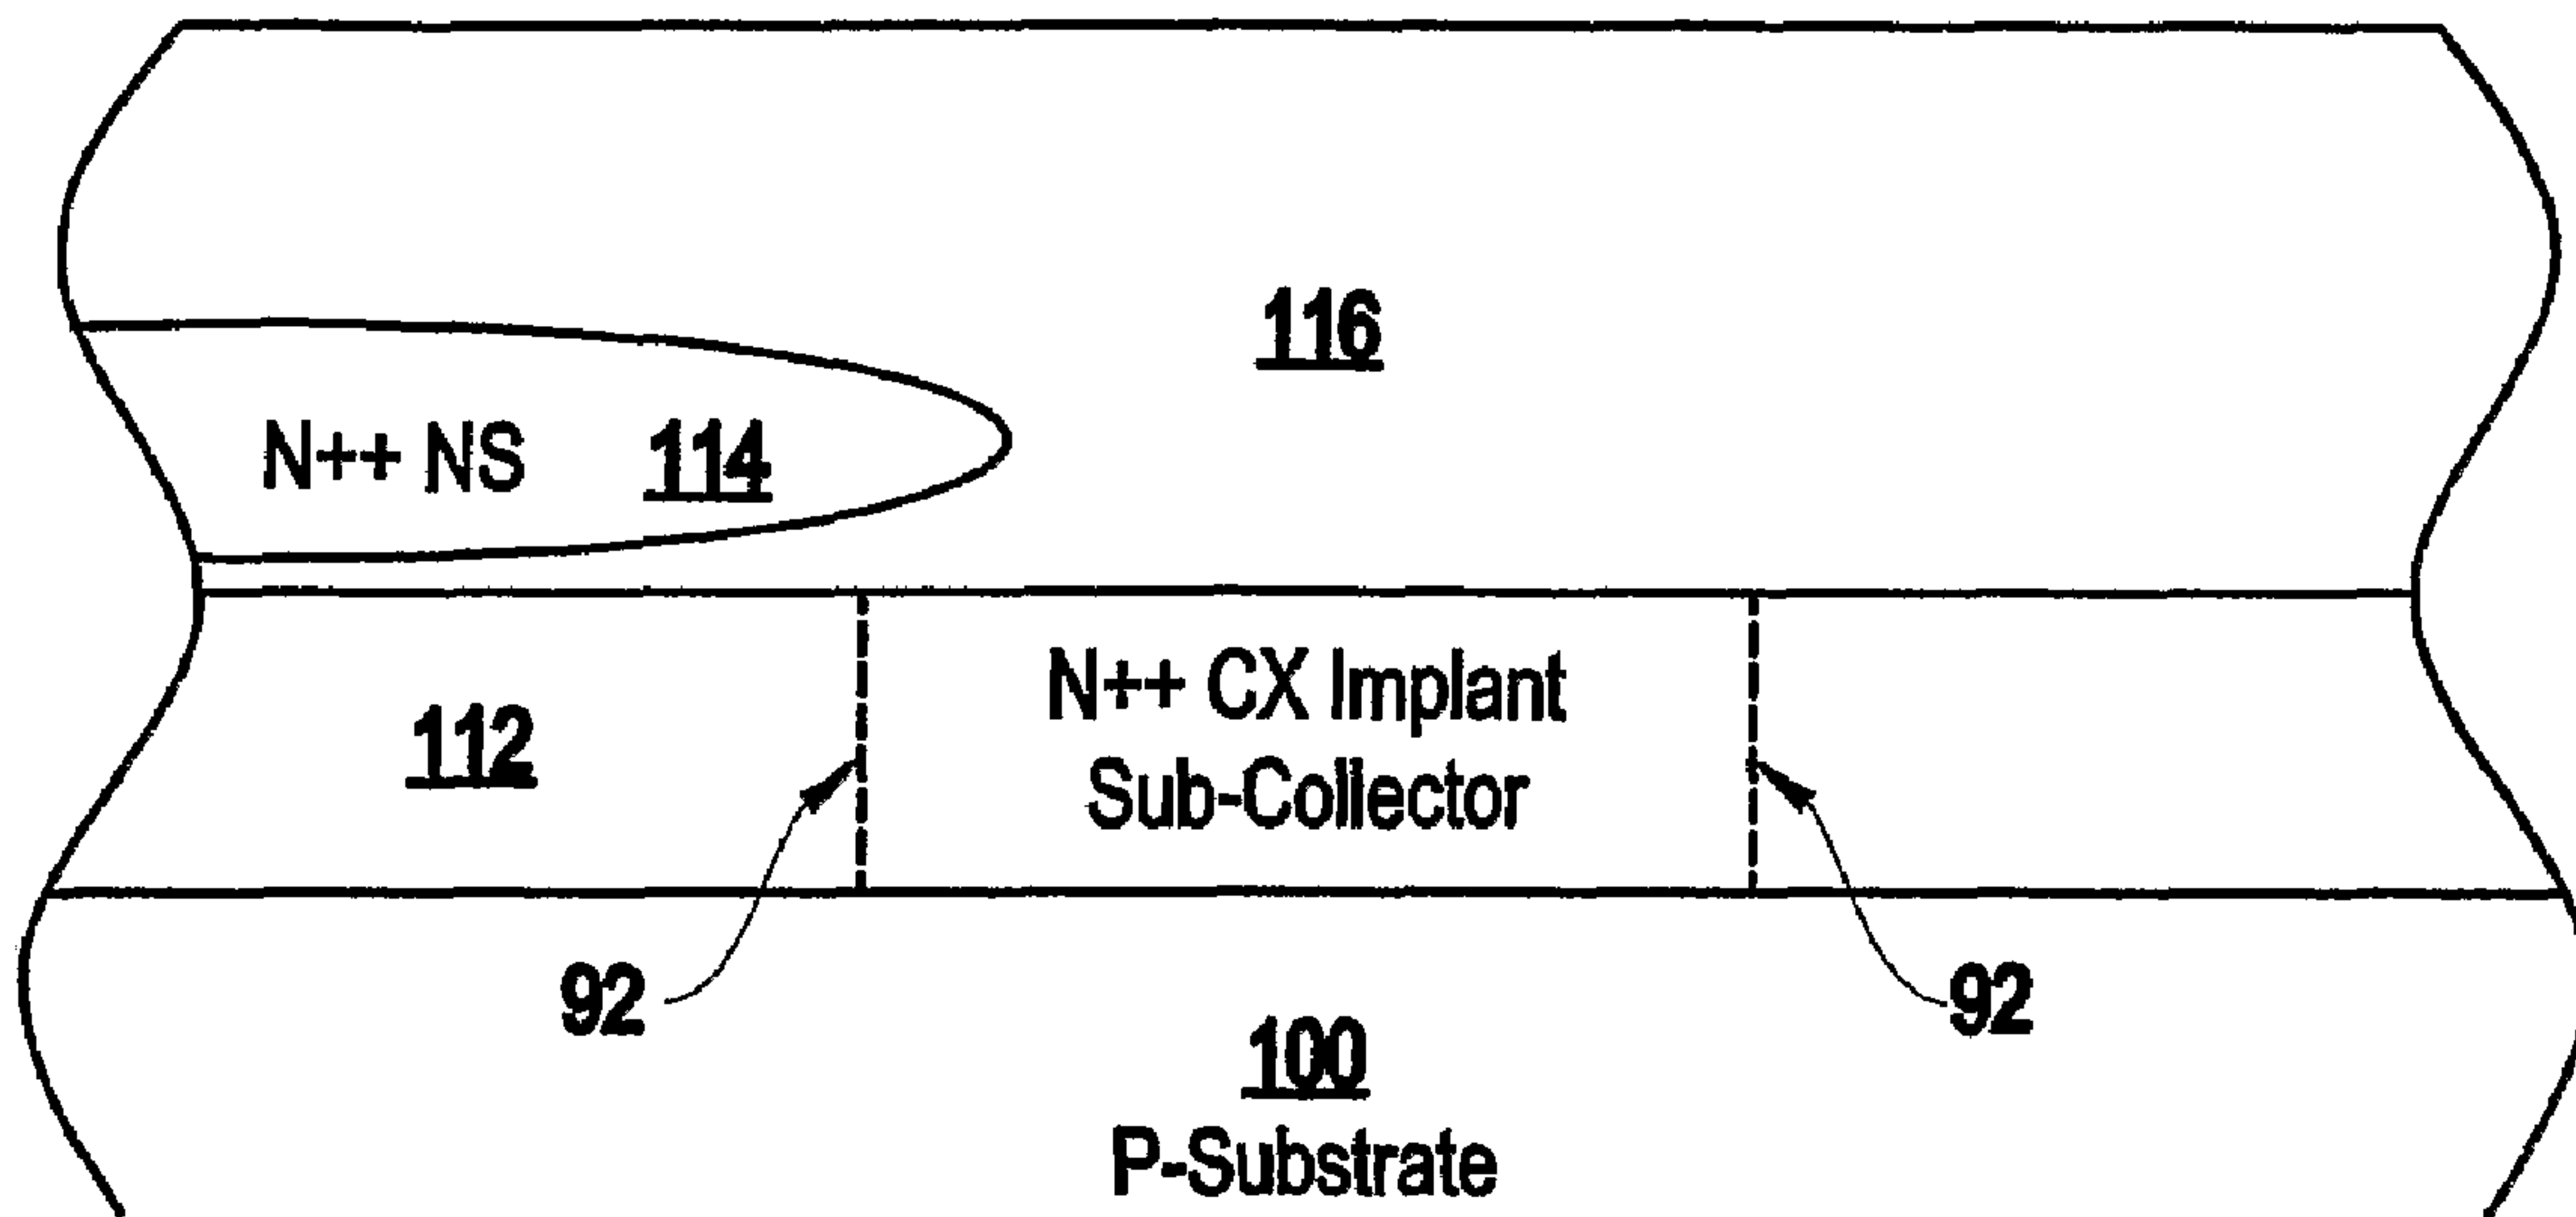 116
N++ NS 114
N++ CX Implant
Sub-Collector
112
92
92
100
P-Substrate